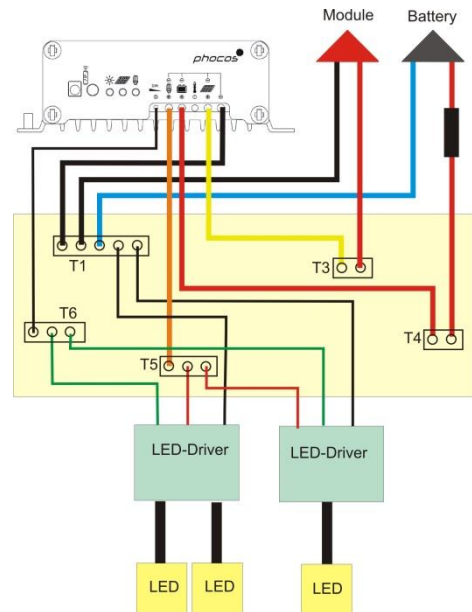 Module
Battery
phocos
T1
T3
T6
T4
T5
LED-Driver
LED-Driver
LED
LED
LED